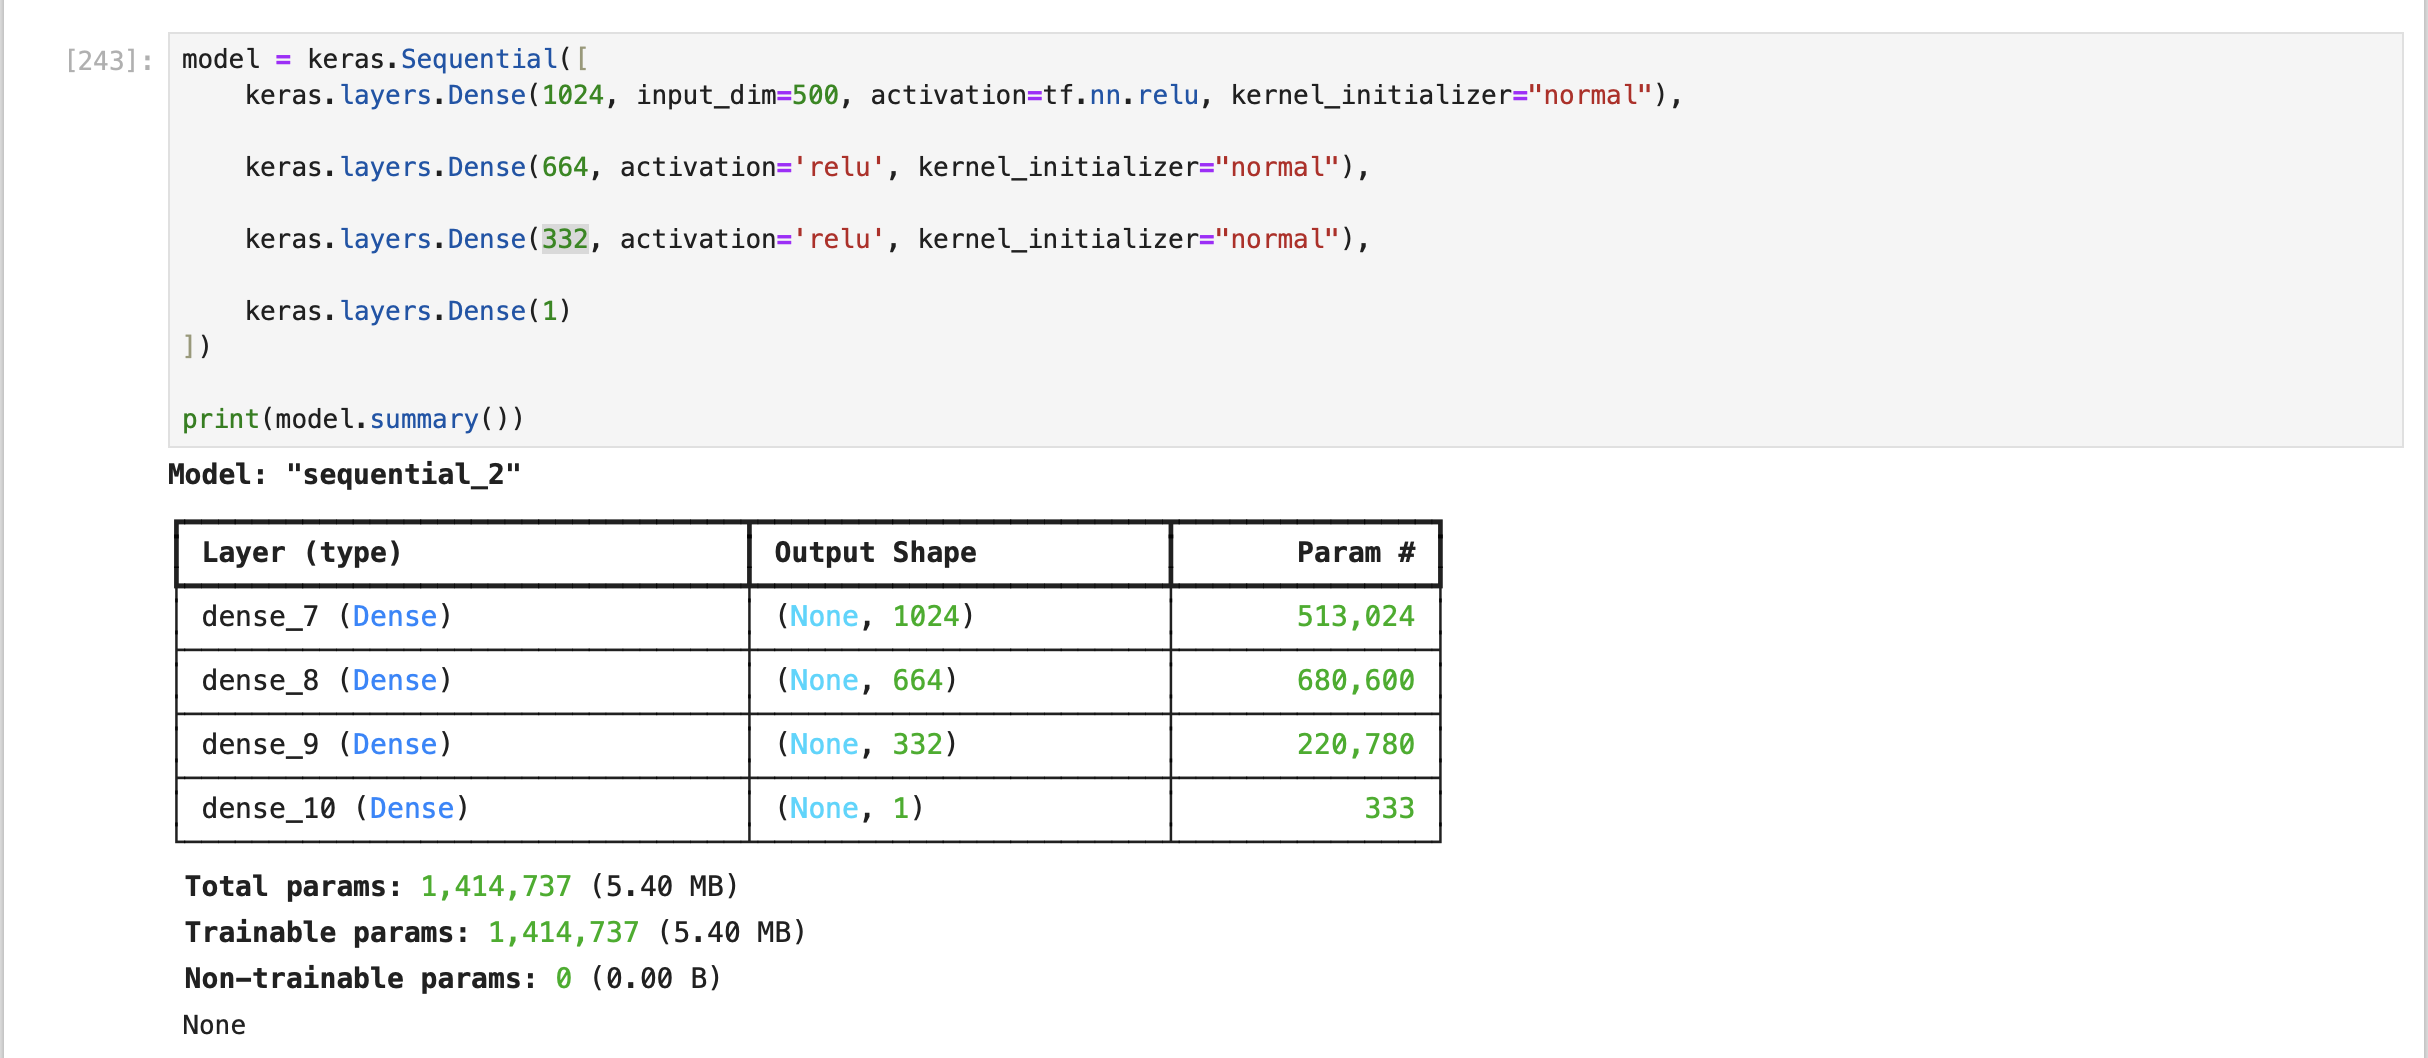 [243]:
model = keras.Sequential([
    keras.layers.Dense(1024, input_dim=500, activation=tf.nn.relu, kernel_initializer="normal"),
    keras.layers.Dense(664, activation='relu', kernel_initializer="normal"),
    keras.layers.Dense(332, activation='relu', kernel_initializer="normal"),
    keras.layers.Dense(1)
])
print(model.summary())
Model: "sequential_2"
Layer (type) Output Shape Param #
dense_7 (Dense) (None, 1024) 513,024
dense_8 (Dense) (None, 664) 680,600
dense_9 (Dense) (None, 332) 220,780
dense_10 (Dense) (None, 1) 333
Total params: 1,414,737 (5.40 MB)
Trainable params: 1,414,737 (5.40 MB)
Non-trainable params: 0 (0.00 B)
None